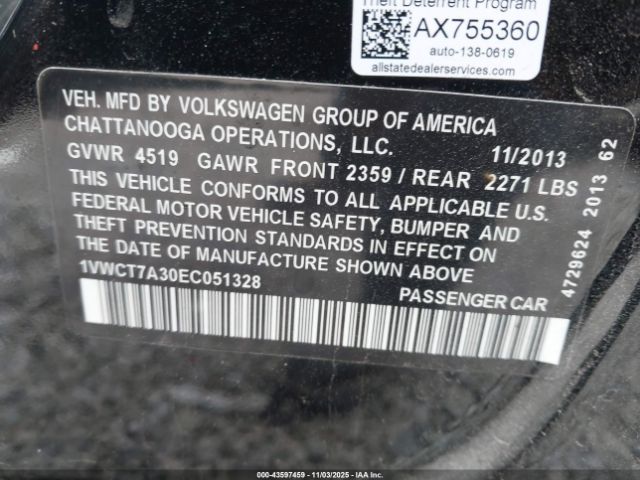 Theft Deterrent Program
AX755360
auto-138-0619
allstatedealerservices.com
VEH. MFD BY VOLKSWAGEN GROUP OF AMERICA
CHATTANOOGA OPERATIONS, LLC. 11/2013
GVWR 4519 GAWR FRONT 2359 / REAR 2271 LBS
THIS VEHICLE CONFORMS TO ALL APPLICABLE U.S.
FEDERAL MOTOR VEHICLE SAFETY, BUMPER AND
THEFT PREVENTION STANDARDS IN EFFECT ON
THE DATE OF MANUFACTURE SHOWN ABOVE.
1VWCT7A30EC051328
PASSENGER CAR
4729624 2013 62
000-43597459 - 11/03/2025 - IAAI.COM